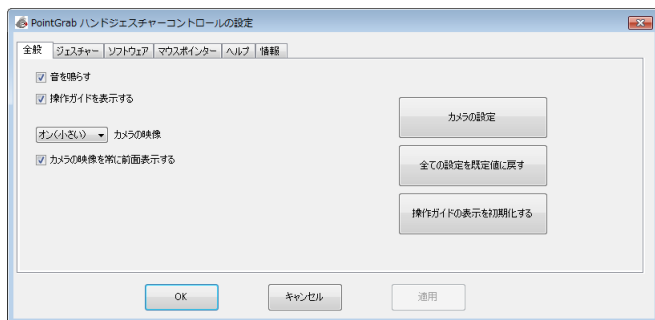 PointGrab ハンドジェスチャーコントロールの設定
全般 ジェスチャー ソフトウェア マウスポインター ヘルプ 情報
音を鳴らす
操作ガイドを表示する
オン(小さい) カメラの映像
カメラの映像を常に前面表示する
カメラの設定
全ての設定を既定値に戻す
操作ガイドの表示を初期化する
OK キャンセル 適用